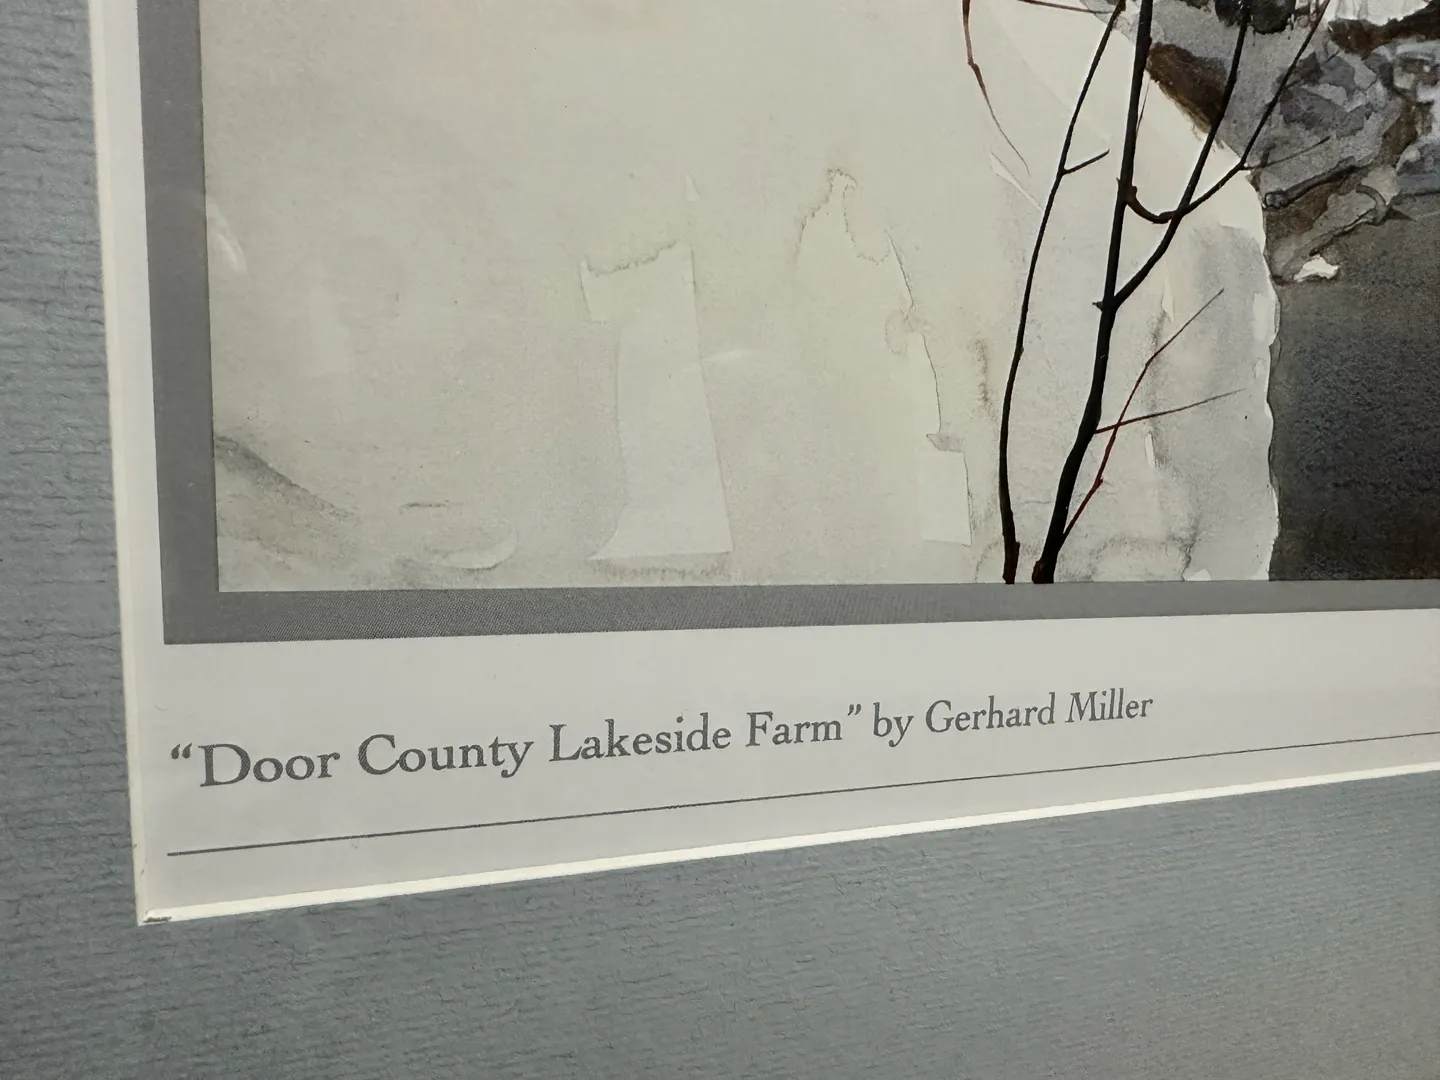 “Door County Lakeside Farm” by Gerhard Miller